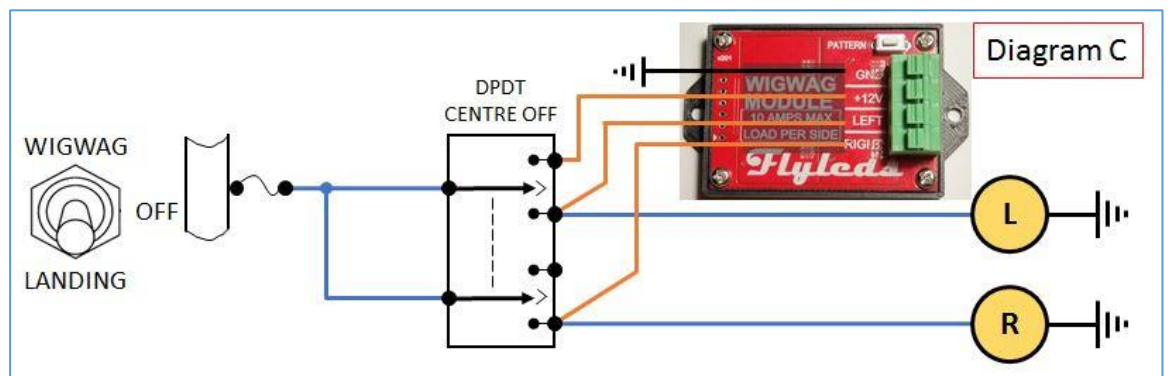 WIGWAG
OFF
LANDING
DPDT
CENTRE OFF
PATTERN
v201
GND
WIGWAG
MODULE
+12V
10 AMPS MAX
LEFT
LOAD PER SIDE
RIGHT
Flyleds
Diagram C
L
R